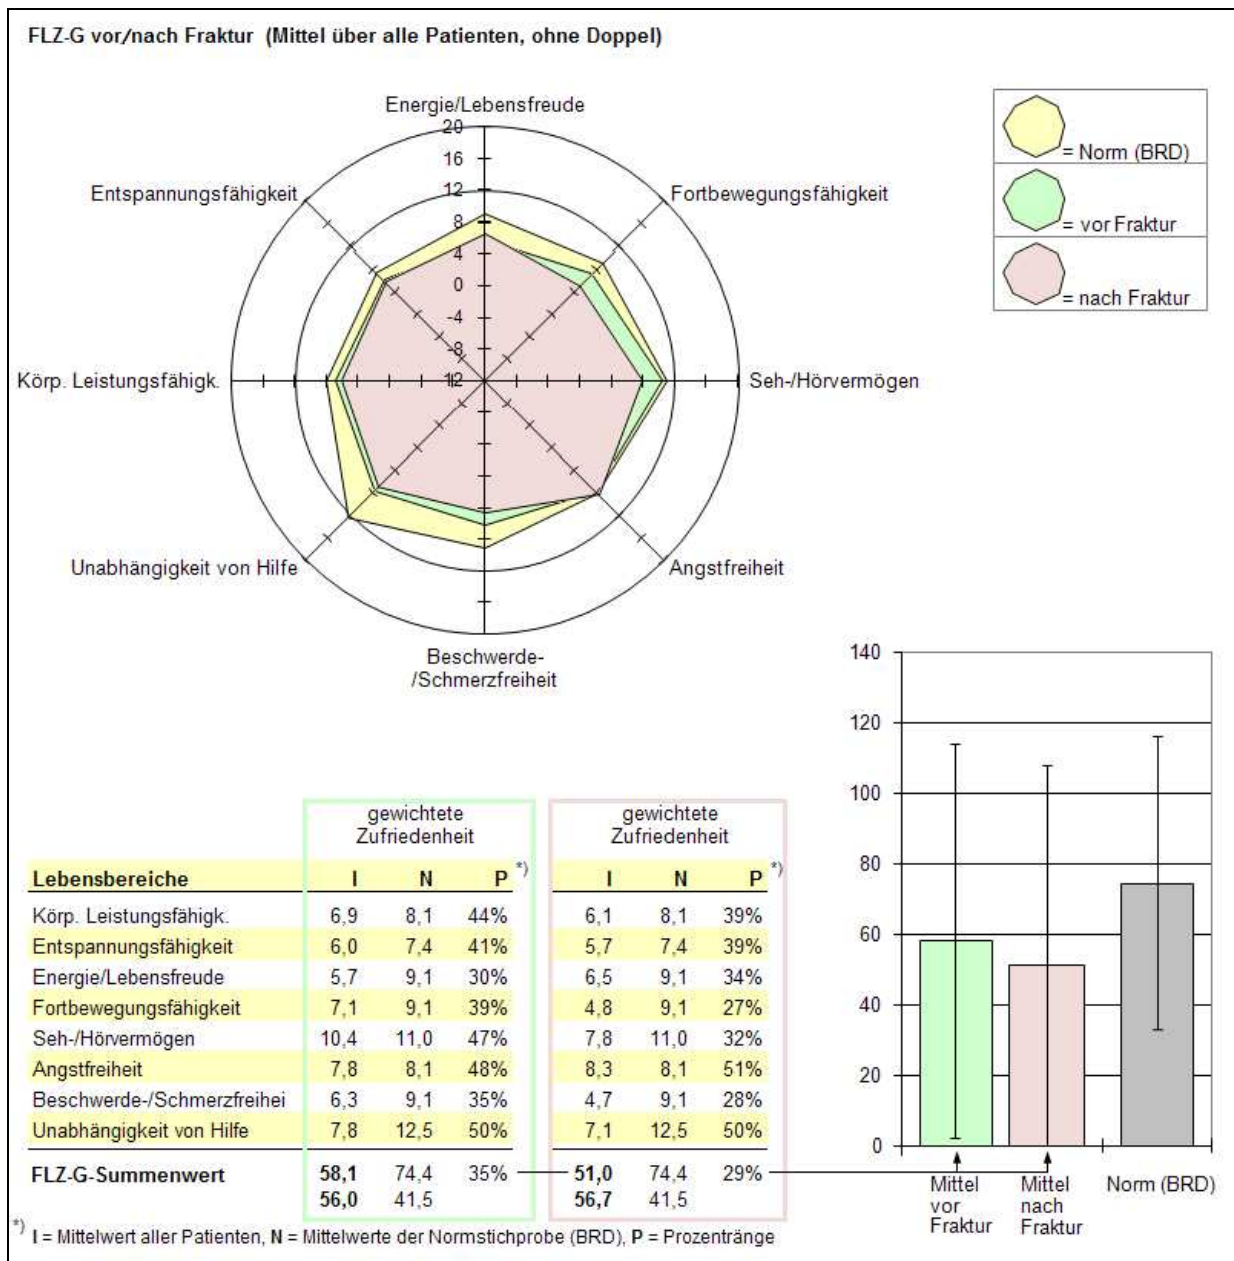 FLZ-G vor/nach Fraktur (Mittel über alle Patienten, ohne Doppel)
Energie/Lebensfreude
20
16
12
8
4
0
-4
-8
12
Entspannungsfähigkeit
Fortbewegungsfähigkeit
Körp. Leistungsfähigk.
Seh-/Hörvermögen
Unabhängigkeit von Hilfe
Angstfreiheit
Beschwerde-
/Schmerzfreiheit
= Norm (BRD)
= vor Fraktur
= nach Fraktur
gewichtete
Zufriedenheit
gewichtete
Zufriedenheit
Lebensbereiche I N P *) I N P *)
Körp. Leistungsfähigk. 6,9 8,1 44% 6,1 8,1 39%
Entspannungsfähigkeit 6,0 7,4 41% 5,7 7,4 39%
Energie/Lebensfreude 5,7 9,1 30% 6,5 9,1 34%
Fortbewegungsfähigkeit 7,1 9,1 39% 4,8 9,1 27%
Seh-/Hörvermögen 10,4 11,0 47% 7,8 11,0 32%
Angstfreiheit 7,8 8,1 48% 8,3 8,1 51%
Beschwerde-/Schmerzfreihei 6,3 9,1 35% 4,7 9,1 28%
Unabhängigkeit von Hilfe 7,8 12,5 50% 7,1 12,5 50%
FLZ-G-Summenwert 58,1 74,4 35% 51,0 74,4 29%
56,0 41,5 56,7 41,5
*) I = Mittelwert aller Patienten, N = Mittelwerte der Normstichprobe (BRD), P = Prozentränge
140
120
100
80
60
40
20
0
Mittel
vor
Fraktur
Mittel
nach
Fraktur
Norm (BRD)